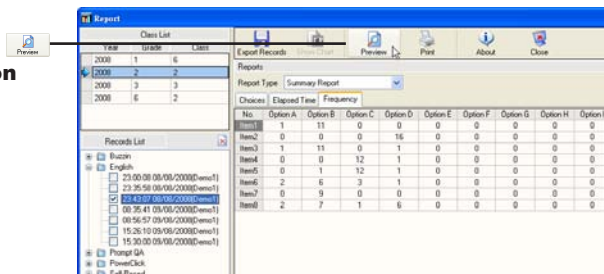 Report
Class List
Year Grade Class
2008 1 6
2008 2 2
2008 3 3
2008 6 2
Records List
Buzzin
English
23:00:08 08/08/2008(Demo1)
23:35:58 08/08/2008(Demo1)
23:43:07 08/08/2008(Demo1)
08:35:41 09/08/2008(Demo1)
08:56:57 09/08/2008(Demo1)
15:26:10 09/08/2008(Demo1)
15:30:00 09/08/2008(Demo1)
Prompt QA
PowerClick
Preview
on
Export Records Show Chart Preview Print About Close
Reports
Report Type Summary Report
Choices Elapsed Time Frequency
No. Option A Option B Option C Option D Option E Option F Option G Option H Option
Item1 1 11 0 0 0 0 0 0
Item2 0 0 0 16 0 0 0 0
Item3 1 11 0 1 0 0 0 0
Item4 0 0 12 1 0 0 0 0
Item5 0 1 12 1 0 0 0 0
Item6 2 6 3 1 0 0 0 0
Item7 0 9 0 0 0 0 0 0
Item8 2 7 1 6 0 0 0 0